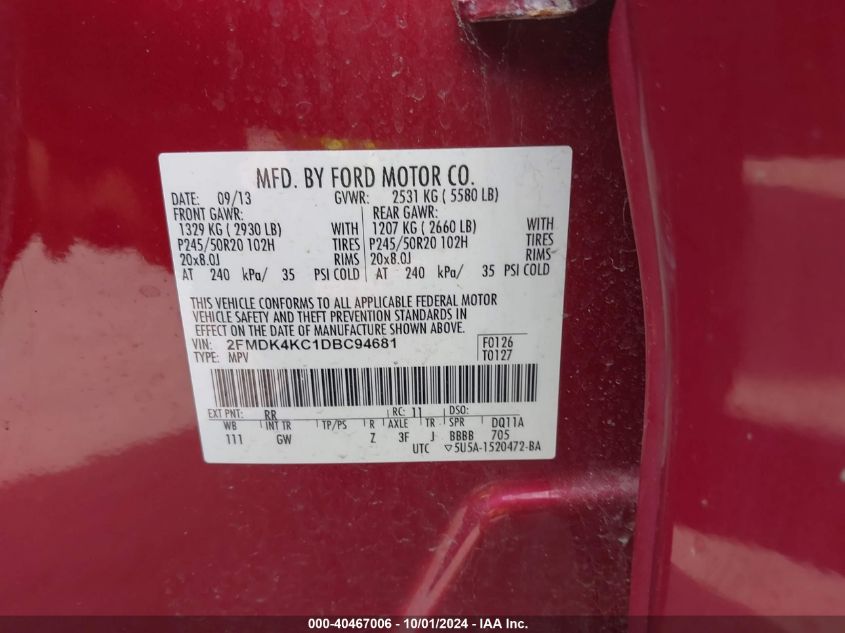 MFD. BY FORD MOTOR CO.
DATE: 09/13 GVWR: 2531 KG ( 5580 LB)
FRONT GAWR: REAR GAWR:
1329 KG ( 2930 LB) WITH 1207 KG ( 2660 LB) WITH
P245/50R20 102H TIRES P245/50R20 102H TIRES
20x8.0J RIMS 20x8.0J RIMS
AT 240 kPa/ 35 PSI COLD AT 240 kPa/ 35 PSI COLD
THIS VEHICLE CONFORMS TO ALL APPLICABLE FEDERAL MOTOR
VEHICLE SAFETY AND THEFT PREVENTION STANDARDS IN
EFFECT ON THE DATE OF MANUFACTURE SHOWN ABOVE.
VIN: 2FMDK4KC1DBC94681 F0126
TYPE: MPV T0127
EXT PNT: RR RC: 11 DSO:
WB INT TR TP/PS R AXLE TR SPR DQ11A
111 GW Z 3F J BBBB 705
UTC ▽5U5A-1520472-BA
000-40467006 - 10/01/2024 - IAA Inc.